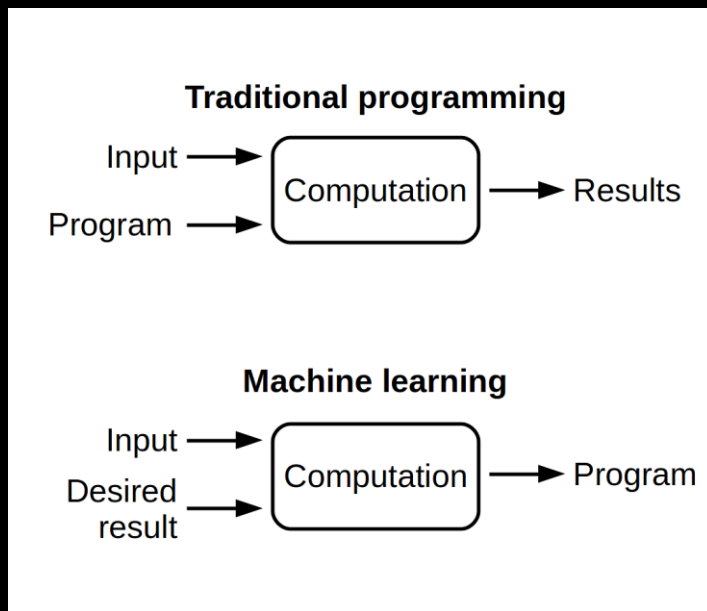 Traditional programming
Input
Computation
Results
Program
Machine learning
Input
Computation
Program
Desired
result